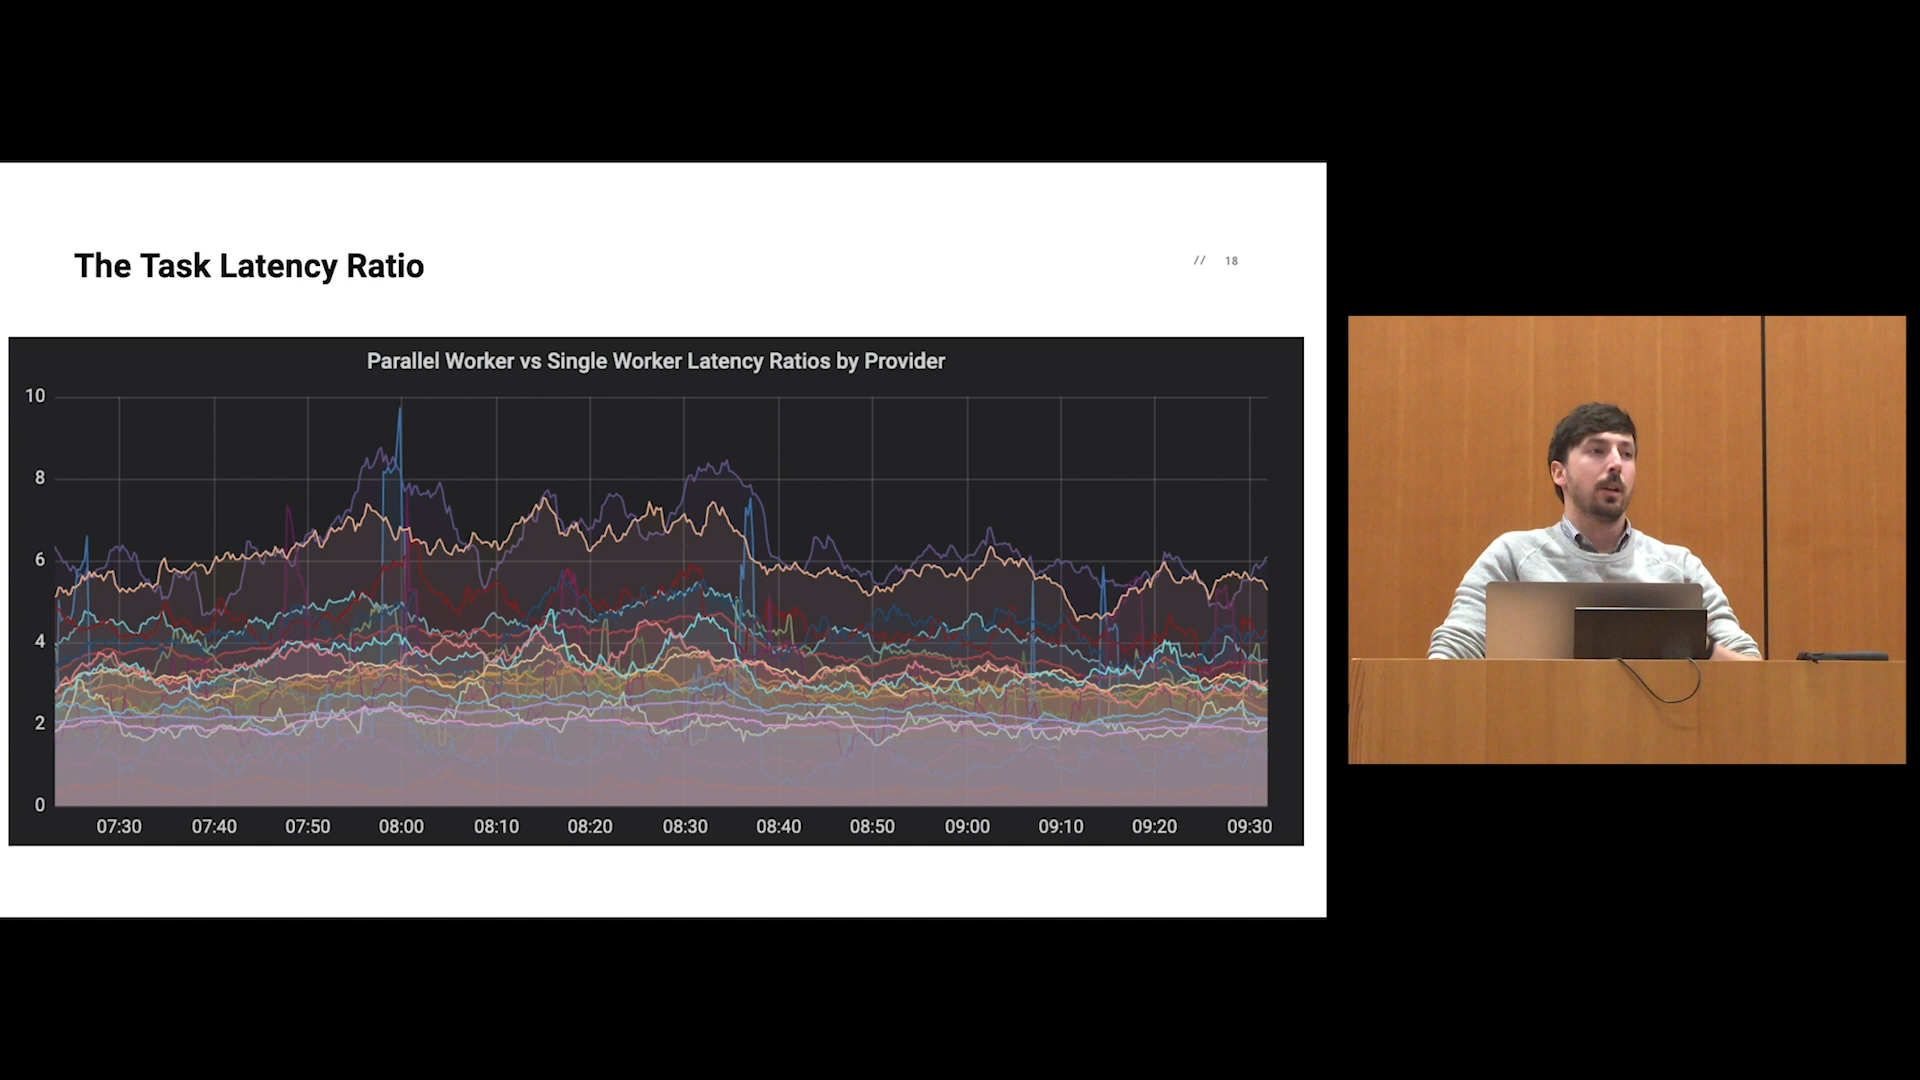 The Task Latency Ratio
// 18
Parallel Worker vs Single Worker Latency Ratios by Provider
10
8
6
4
2
0
07:30 07:40 07:50 08:00 08:10 08:20 08:30 08:40 08:50 09:00 09:10 09:20 09:30